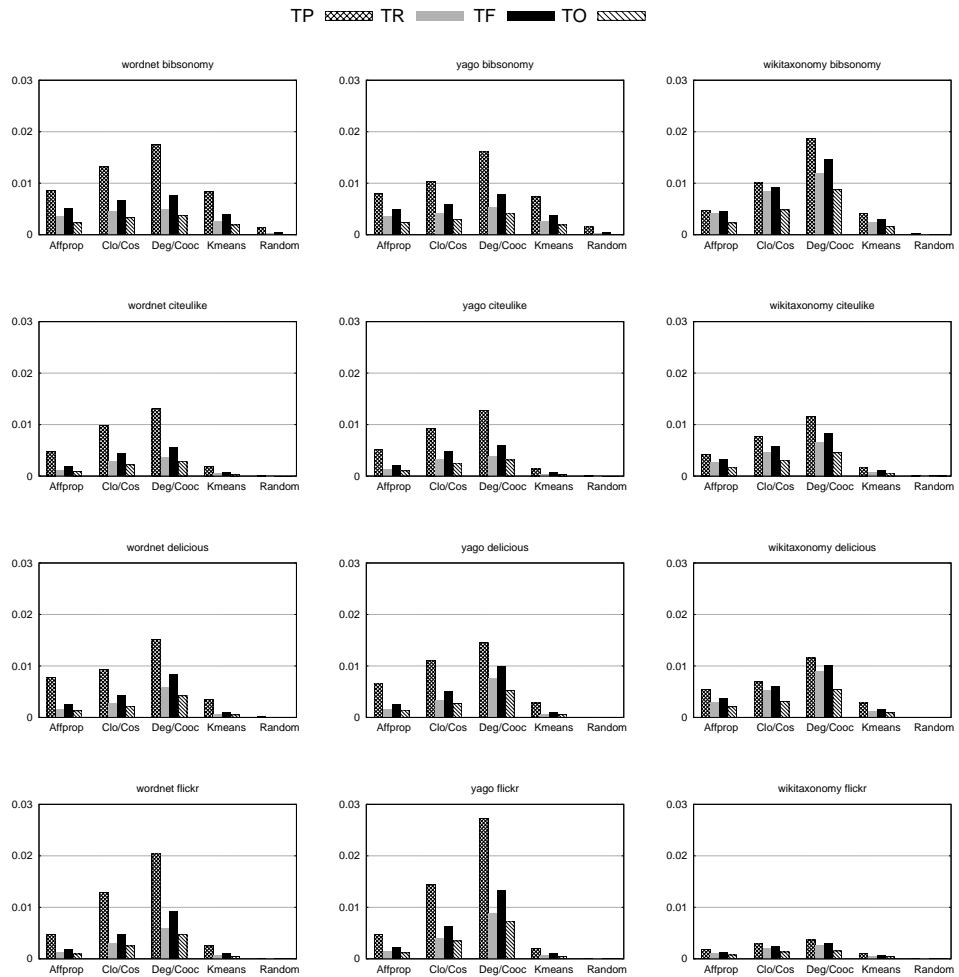 TP TR TF TO
wordnet bibsonomy
0.03
0.02
0.01
0
Affprop Clo/Cos Deg/Cooc Kmeans Random
yago bibsonomy
0.03
0.02
0.01
0
Affprop Clo/Cos Deg/Cooc Kmeans Random
wikitaxonomy bibsonomy
0.03
0.02
0.01
0
Affprop Clo/Cos Deg/Cooc Kmeans Random
wordnet citeulike
0.03
0.02
0.01
0
Affprop Clo/Cos Deg/Cooc Kmeans Random
yago citeulike
0.03
0.02
0.01
0
Affprop Clo/Cos Deg/Cooc Kmeans Random
wikitaxonomy citeulike
0.03
0.02
0.01
0
Affprop Clo/Cos Deg/Cooc Kmeans Random
wordnet delicious
0.03
0.02
0.01
0
Affprop Clo/Cos Deg/Cooc Kmeans Random
yago delicious
0.03
0.02
0.01
0
Affprop Clo/Cos Deg/Cooc Kmeans Random
wikitaxonomy delicious
0.03
0.02
0.01
0
Affprop Clo/Cos Deg/Cooc Kmeans Random
wordnet flickr
0.03
0.02
0.01
0
Affprop Clo/Cos Deg/Cooc Kmeans Random
yago flickr
0.03
0.02
0.01
0
Affprop Clo/Cos Deg/Cooc Kmeans Random
wikitaxonomy flickr
0.03
0.02
0.01
0
Affprop Clo/Cos Deg/Cooc Kmeans Random